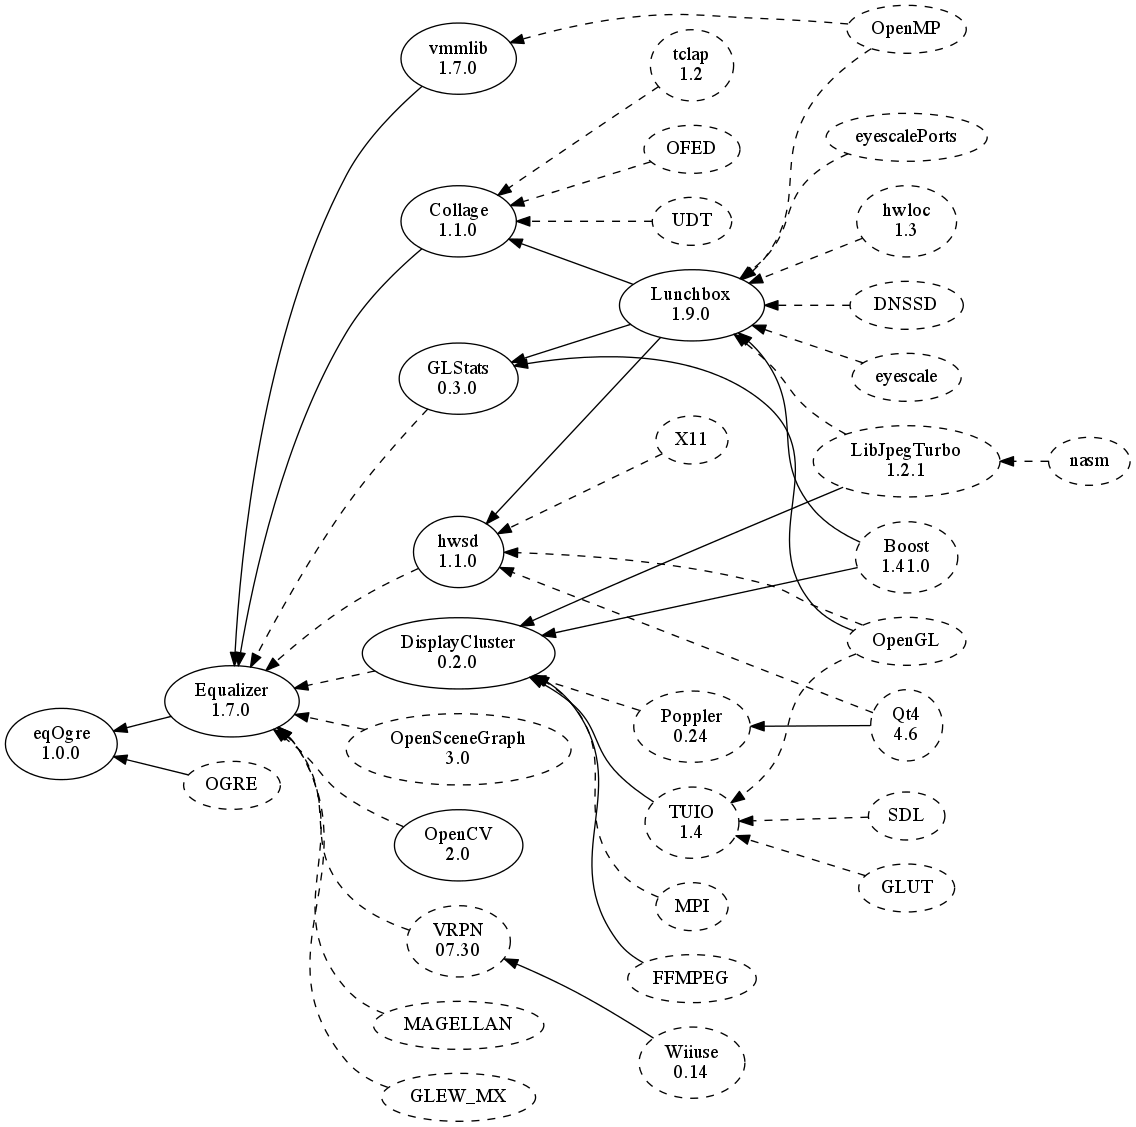 OpenMP
vmmlib
1.7.0
tclap
1.2
eyescalePorts
OFED
Collage
1.1.0
UDT
hwloc
1.3
Lunchbox
1.9.0
DNSSD
GLStats
0.3.0
eyescale
X11
LibJpegTurbo
1.2.1
nasm
hwsd
1.1.0
Boost
1.41.0
DisplayCluster
0.2.0
OpenGL
Equalizer
1.7.0
Poppler
0.24
Qt4
4.6
eqOgre
1.0.0
OpenSceneGraph
3.0
OGRE
TUIO
1.4
SDL
OpenCV
2.0
GLUT
MPI
VRPN
07.30
FFMPEG
MAGELLAN
Wiiuse
0.14
GLEW_MX